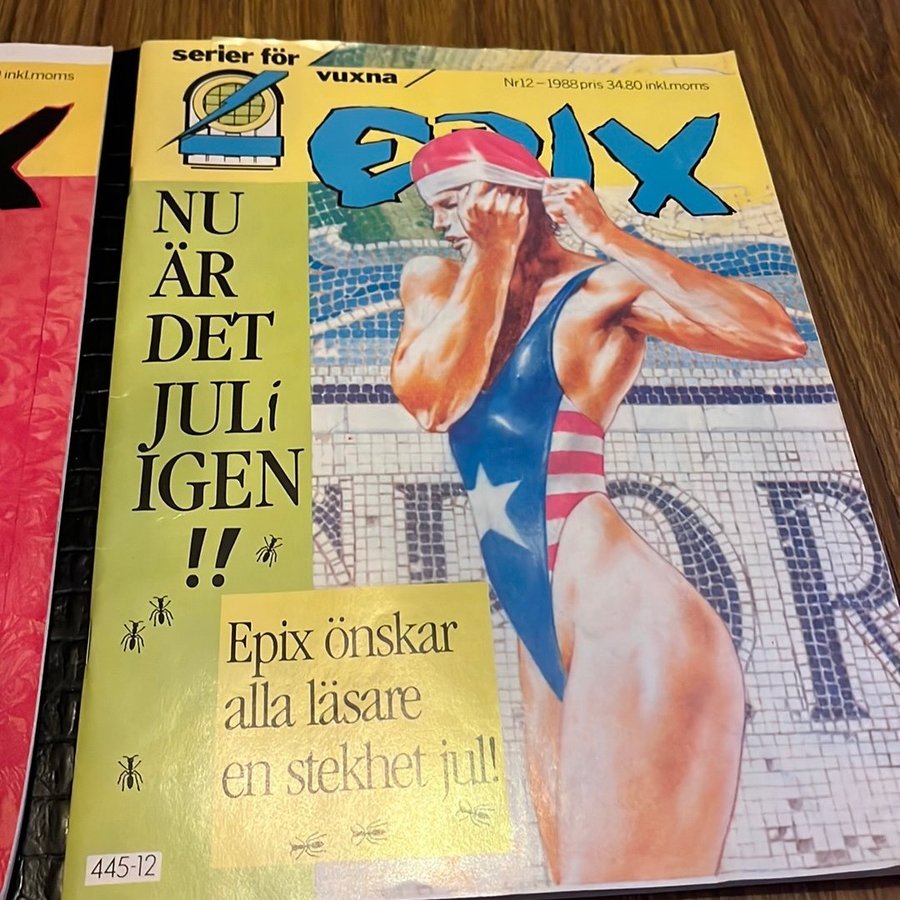 inkl.moms
X
serier för
vuxna
Nr12 – 1988 pris 34.80 inkl.moms
EPIX
NU
ÄR
DET
JULi
IGEN
!!
Epix önskar
alla läsare
en stekhet jul!
445-12